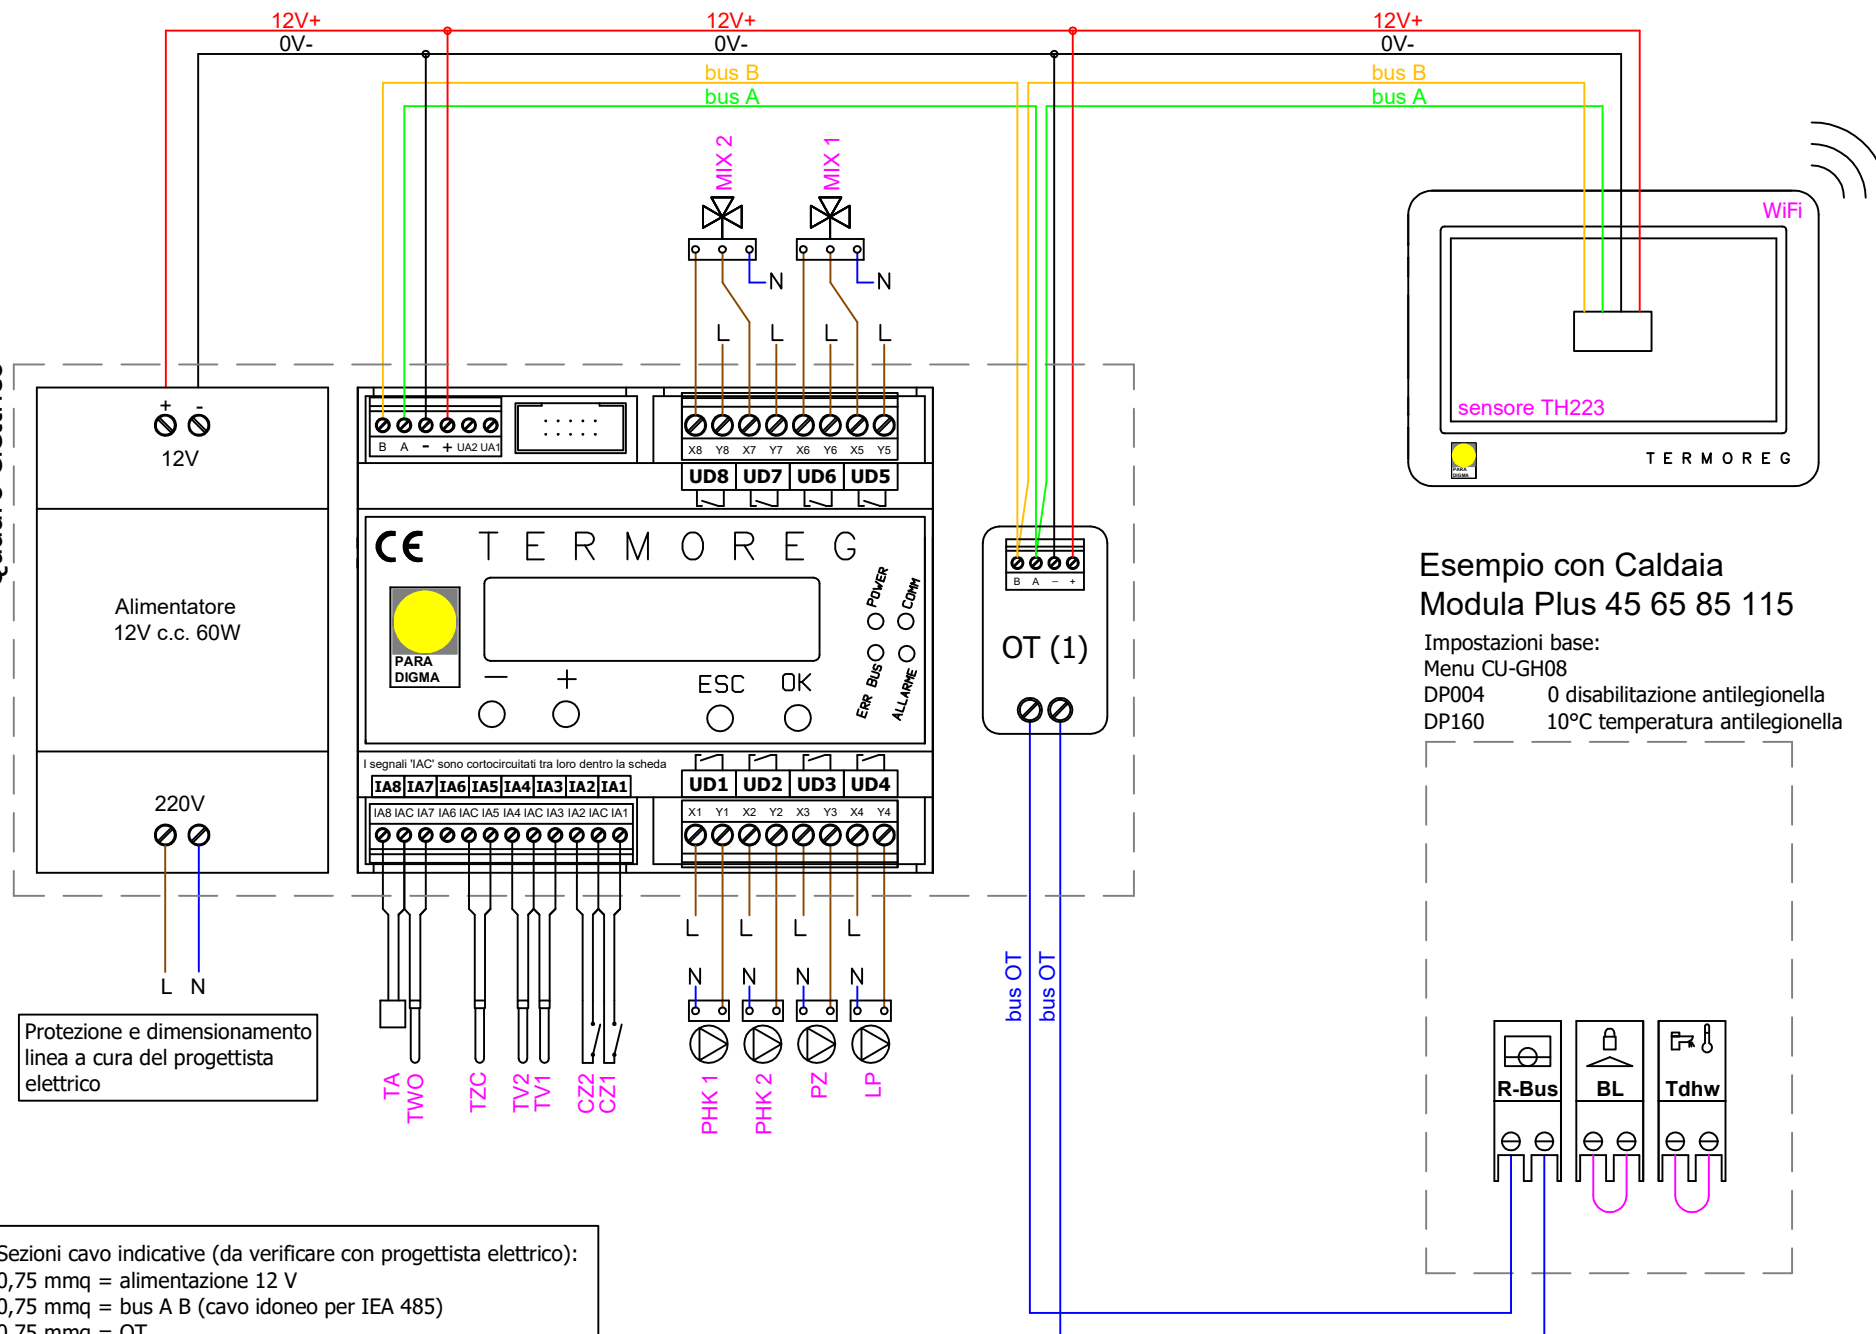 12V+ 12V+ 12V+
0V- 0V- 0V-
bus B bus B
bus A bus A
MIX 2 MIX 1
N N
L L L L
WiFi
sensore TH223
PARA
DIGMA
TERMOREG
+ -
12V
Alimentatore
12V c.c. 60W
220V
L N
Protezione e dimensionamento
linea a cura del progettista
elettrico
B A - + UA2 UA1
X8 Y8 X7 Y7 X6 Y6 X5 Y5
UD8 UD7 UD6 UD5
CE TERMOREG
PARA
DIGMA
POWER COMM
ERR BUS ALLARME
− + ESC OK
I segnali 'IAC' sono cortocircuitati tra loro dentro la scheda
IA8 IA7 IA6 IA5 IA4 IA3 IA2 IA1
IA8 IAC IA7 IA6 IAC IA5 IA4 IAC IA3 IA2 IAC IA1
UD1 UD2 UD3 UD4
X1 Y1 X2 Y2 X3 Y3 X4 Y4
L L L L
N N N N
TA TWO TZC TV2 TV1 CZ2 CZ1
PHK 1 PHK 2 PZ LP
B A − +
OT (1)
bus OT bus OT
Esempio con Caldaia
Modula Plus 45 65 85 115
Impostazioni base:
Menu CU-GH08
DP004 0 disabilitazione antilegionella
DP160 10°C temperatura antilegionella
R-Bus BL Tdhw
Sezioni cavo indicative (da verificare con progettista elettrico):
0,75 mmq = alimentazione 12 V
0,75 mmq = bus A B (cavo idoneo per IEA 485)
0,75 mmq = OT